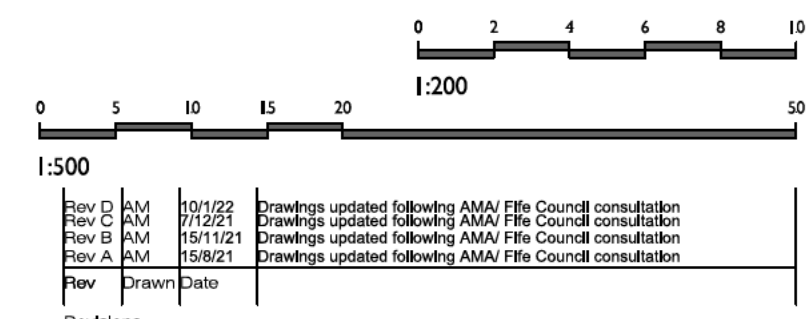 0 2 4 6 8 10
1:200
0 5 10 15 20 50
1:500
Rev D AM 10/1/22 Drawings updated following AMA/ Fife Council consultation
Rev C AM 7/12/21 Drawings updated following AMA/ Fife Council consultation
Rev B AM 15/11/21 Drawings updated following AMA/ Fife Council consultation
Rev A AM 15/8/21 Drawings updated following AMA/ Fife Council consultation
Rev Drawn Date
Revisions